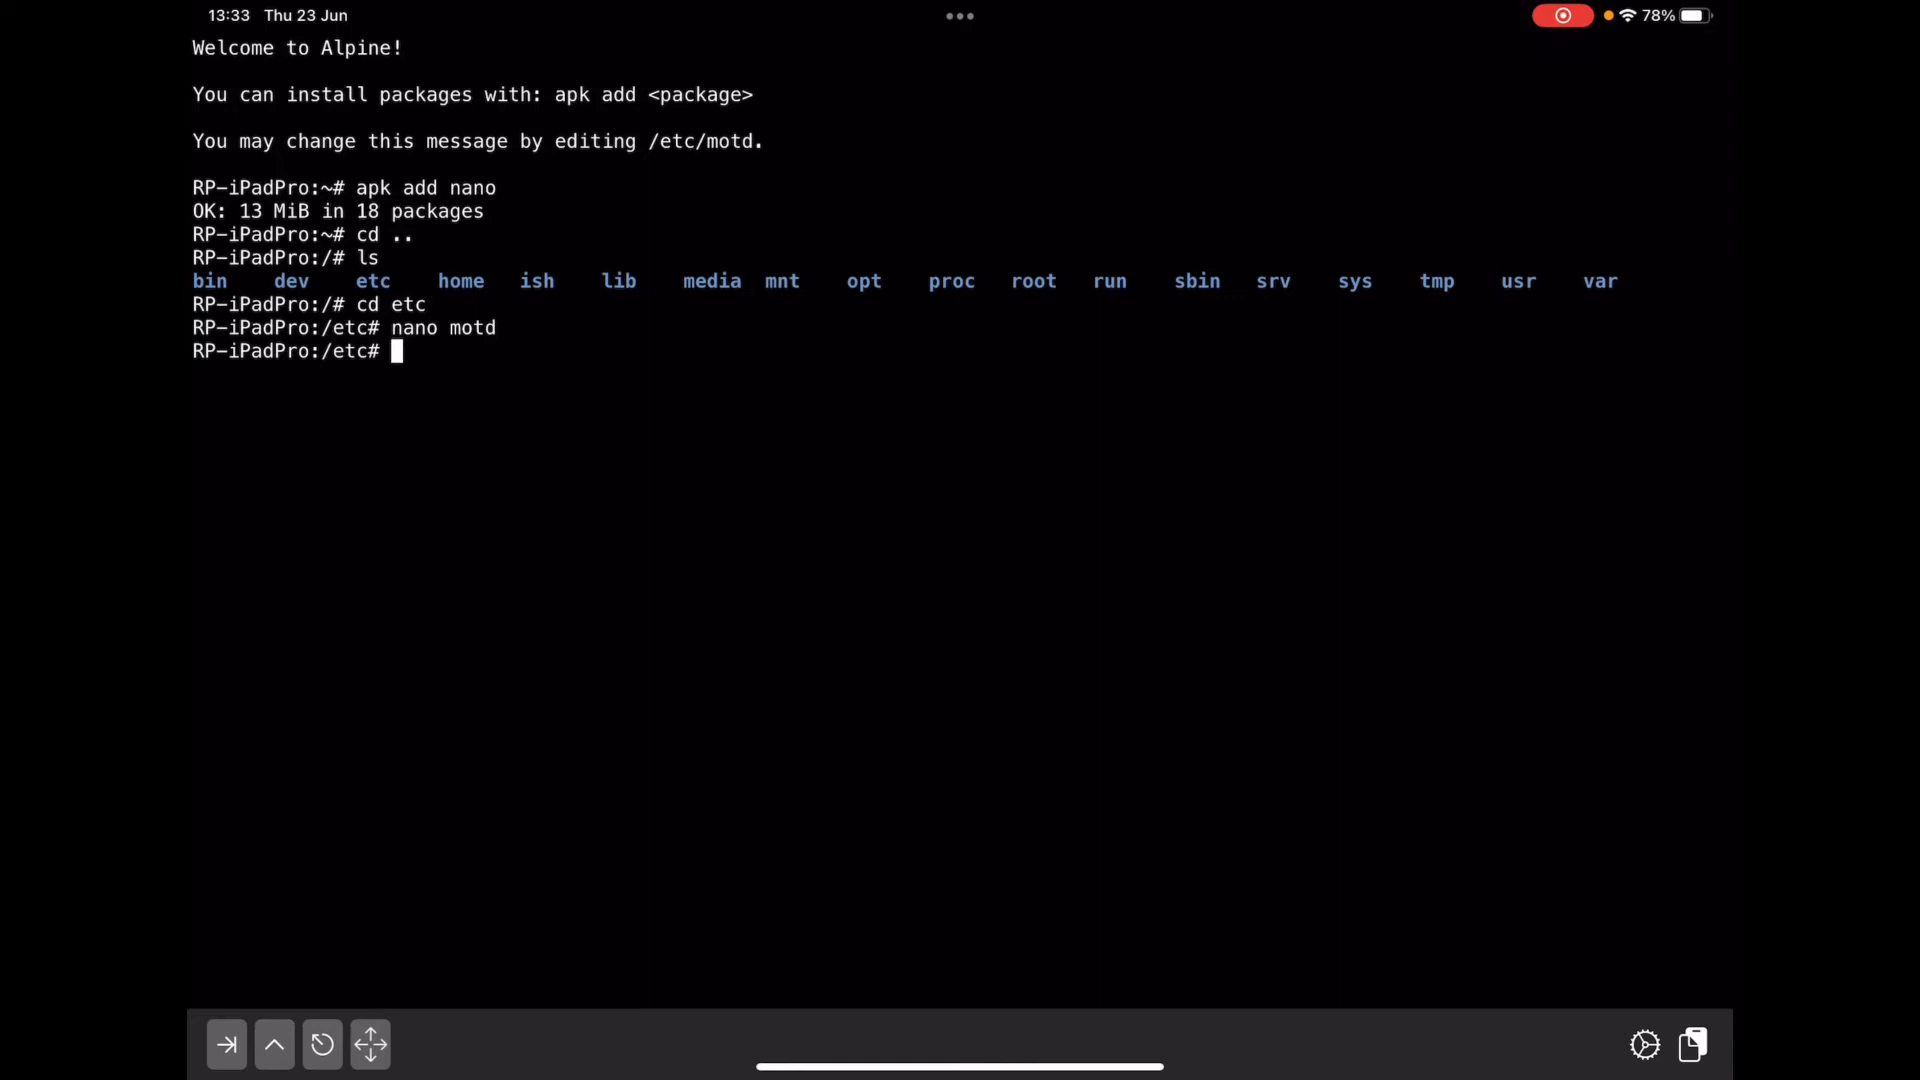 13:33 Thu 23 Jun
78%
Welcome to Alpine!
You can install packages with: apk add <package>
You may change this message by editing /etc/motd.
RP-iPadPro:~# apk add nano
OK: 13 MiB in 18 packages
RP-iPadPro:~# cd ..
RP-iPadPro:/# ls
bin dev etc home ish lib media mnt opt proc root run sbin srv sys tmp usr var
RP-iPadPro:/# cd etc
RP-iPadPro:/etc# nano motd
RP-iPadPro:/etc#